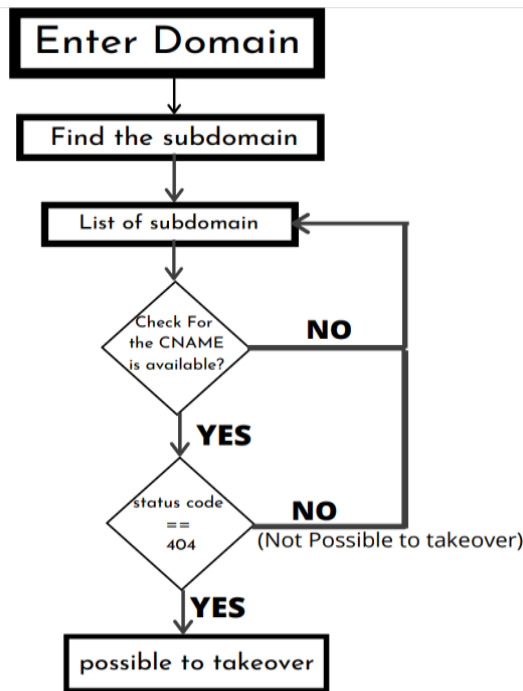 Enter Domain
Find the subdomain
List of subdomain
Check For
the CNAME
is available?
NO
YES
status code
==
404
NO
(Not Possible to takeover)
YES
possible to takeover